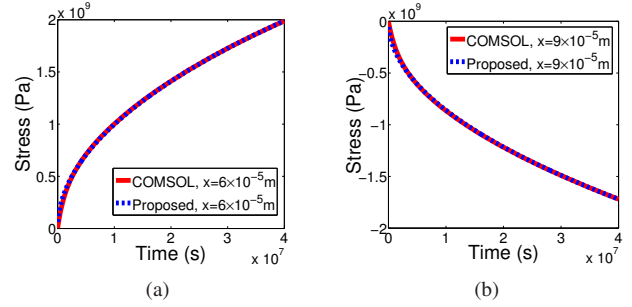 x 10^9
2
1.5
1
0.5
0
Stress (Pa)
COMSOL, x=6×10^-5m
Proposed, x=6×10^-5m
0 1 2 3 4
Time (s)
x 10^7
(a)
x 10^9
0
−0.5
−1
−1.5
−2
Stress (Pa)
COMSOL, x=9×10^-5m
Proposed, x=9×10^-5m
0 1 2 3 4
Time (s)
x 10^7
(b)